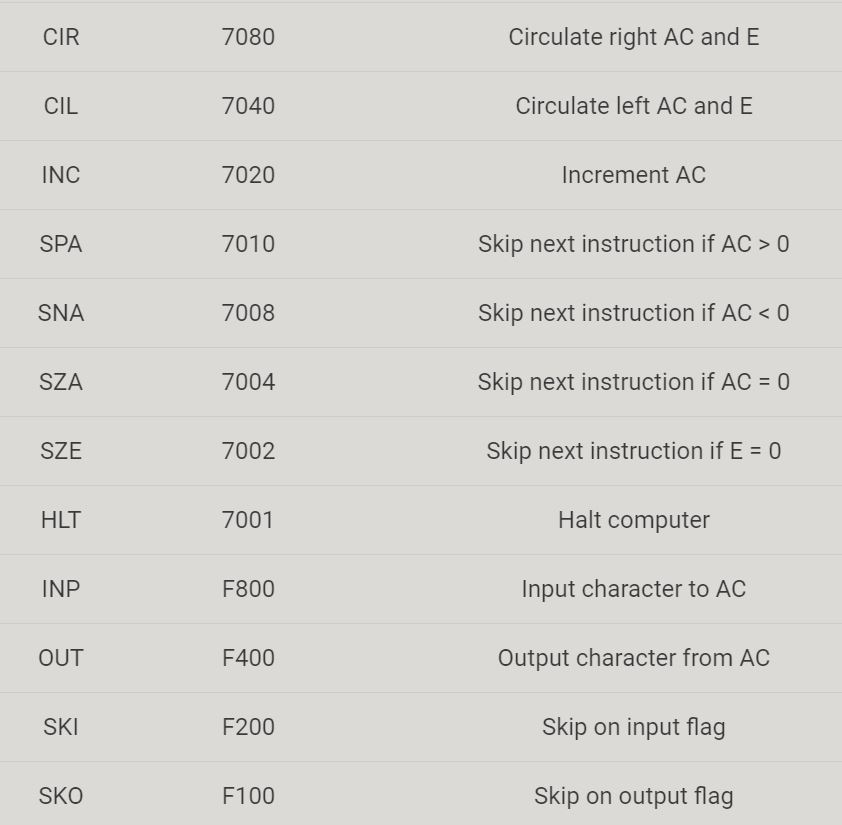 CIR 7080 Circulate right AC and E
CIL 7040 Circulate left AC and E
INC 7020 Increment AC
SPA 7010 Skip next instruction if AC > 0
SNA 7008 Skip next instruction if AC < 0
SZA 7004 Skip next instruction if AC = 0
SZE 7002 Skip next instruction if E = 0
HLT 7001 Halt computer
INP F800 Input character to AC
OUT F400 Output character from AC
SKI F200 Skip on input flag
SKO F100 Skip on output flag